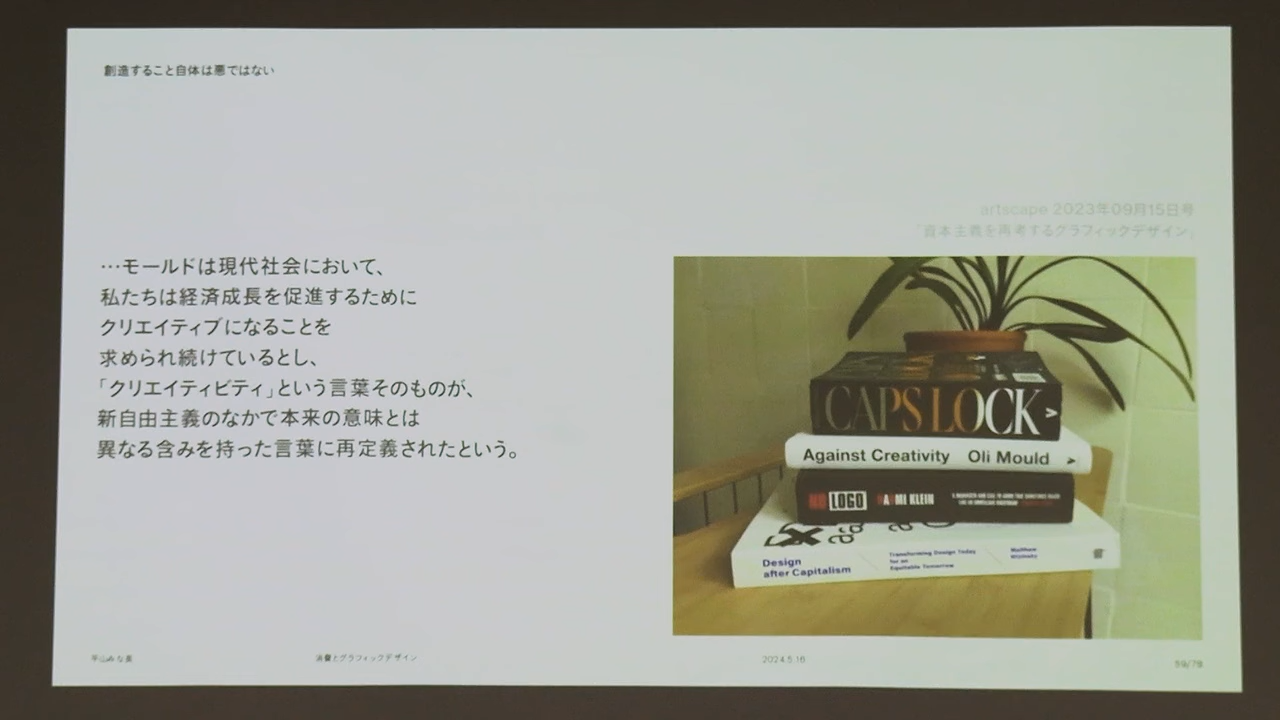 創造すること自体は悪ではない
artscape 2023年09月15日号
「資本主義を再考するグラフィックデザイン」
…モールドは現代社会において、
私たちは経済成長を促進するために
クリエイティブになることを
求められ続けているとし、
「クリエイティビティ」という言葉そのものが、
新自由主義のなかで本来の意味とは
異なる含みを持った言葉に再定義されたという。
CAPS LOCK
Against Creativity Oli Mould
NO LOGO NAOMI KLEIN
Design
after Capitalism
Transforming Design Today
for an
Equitable Tomorrow
Matthew
Wizinsky
平山みな美
消費とグラフィックデザイン
2024.5.16
59/78